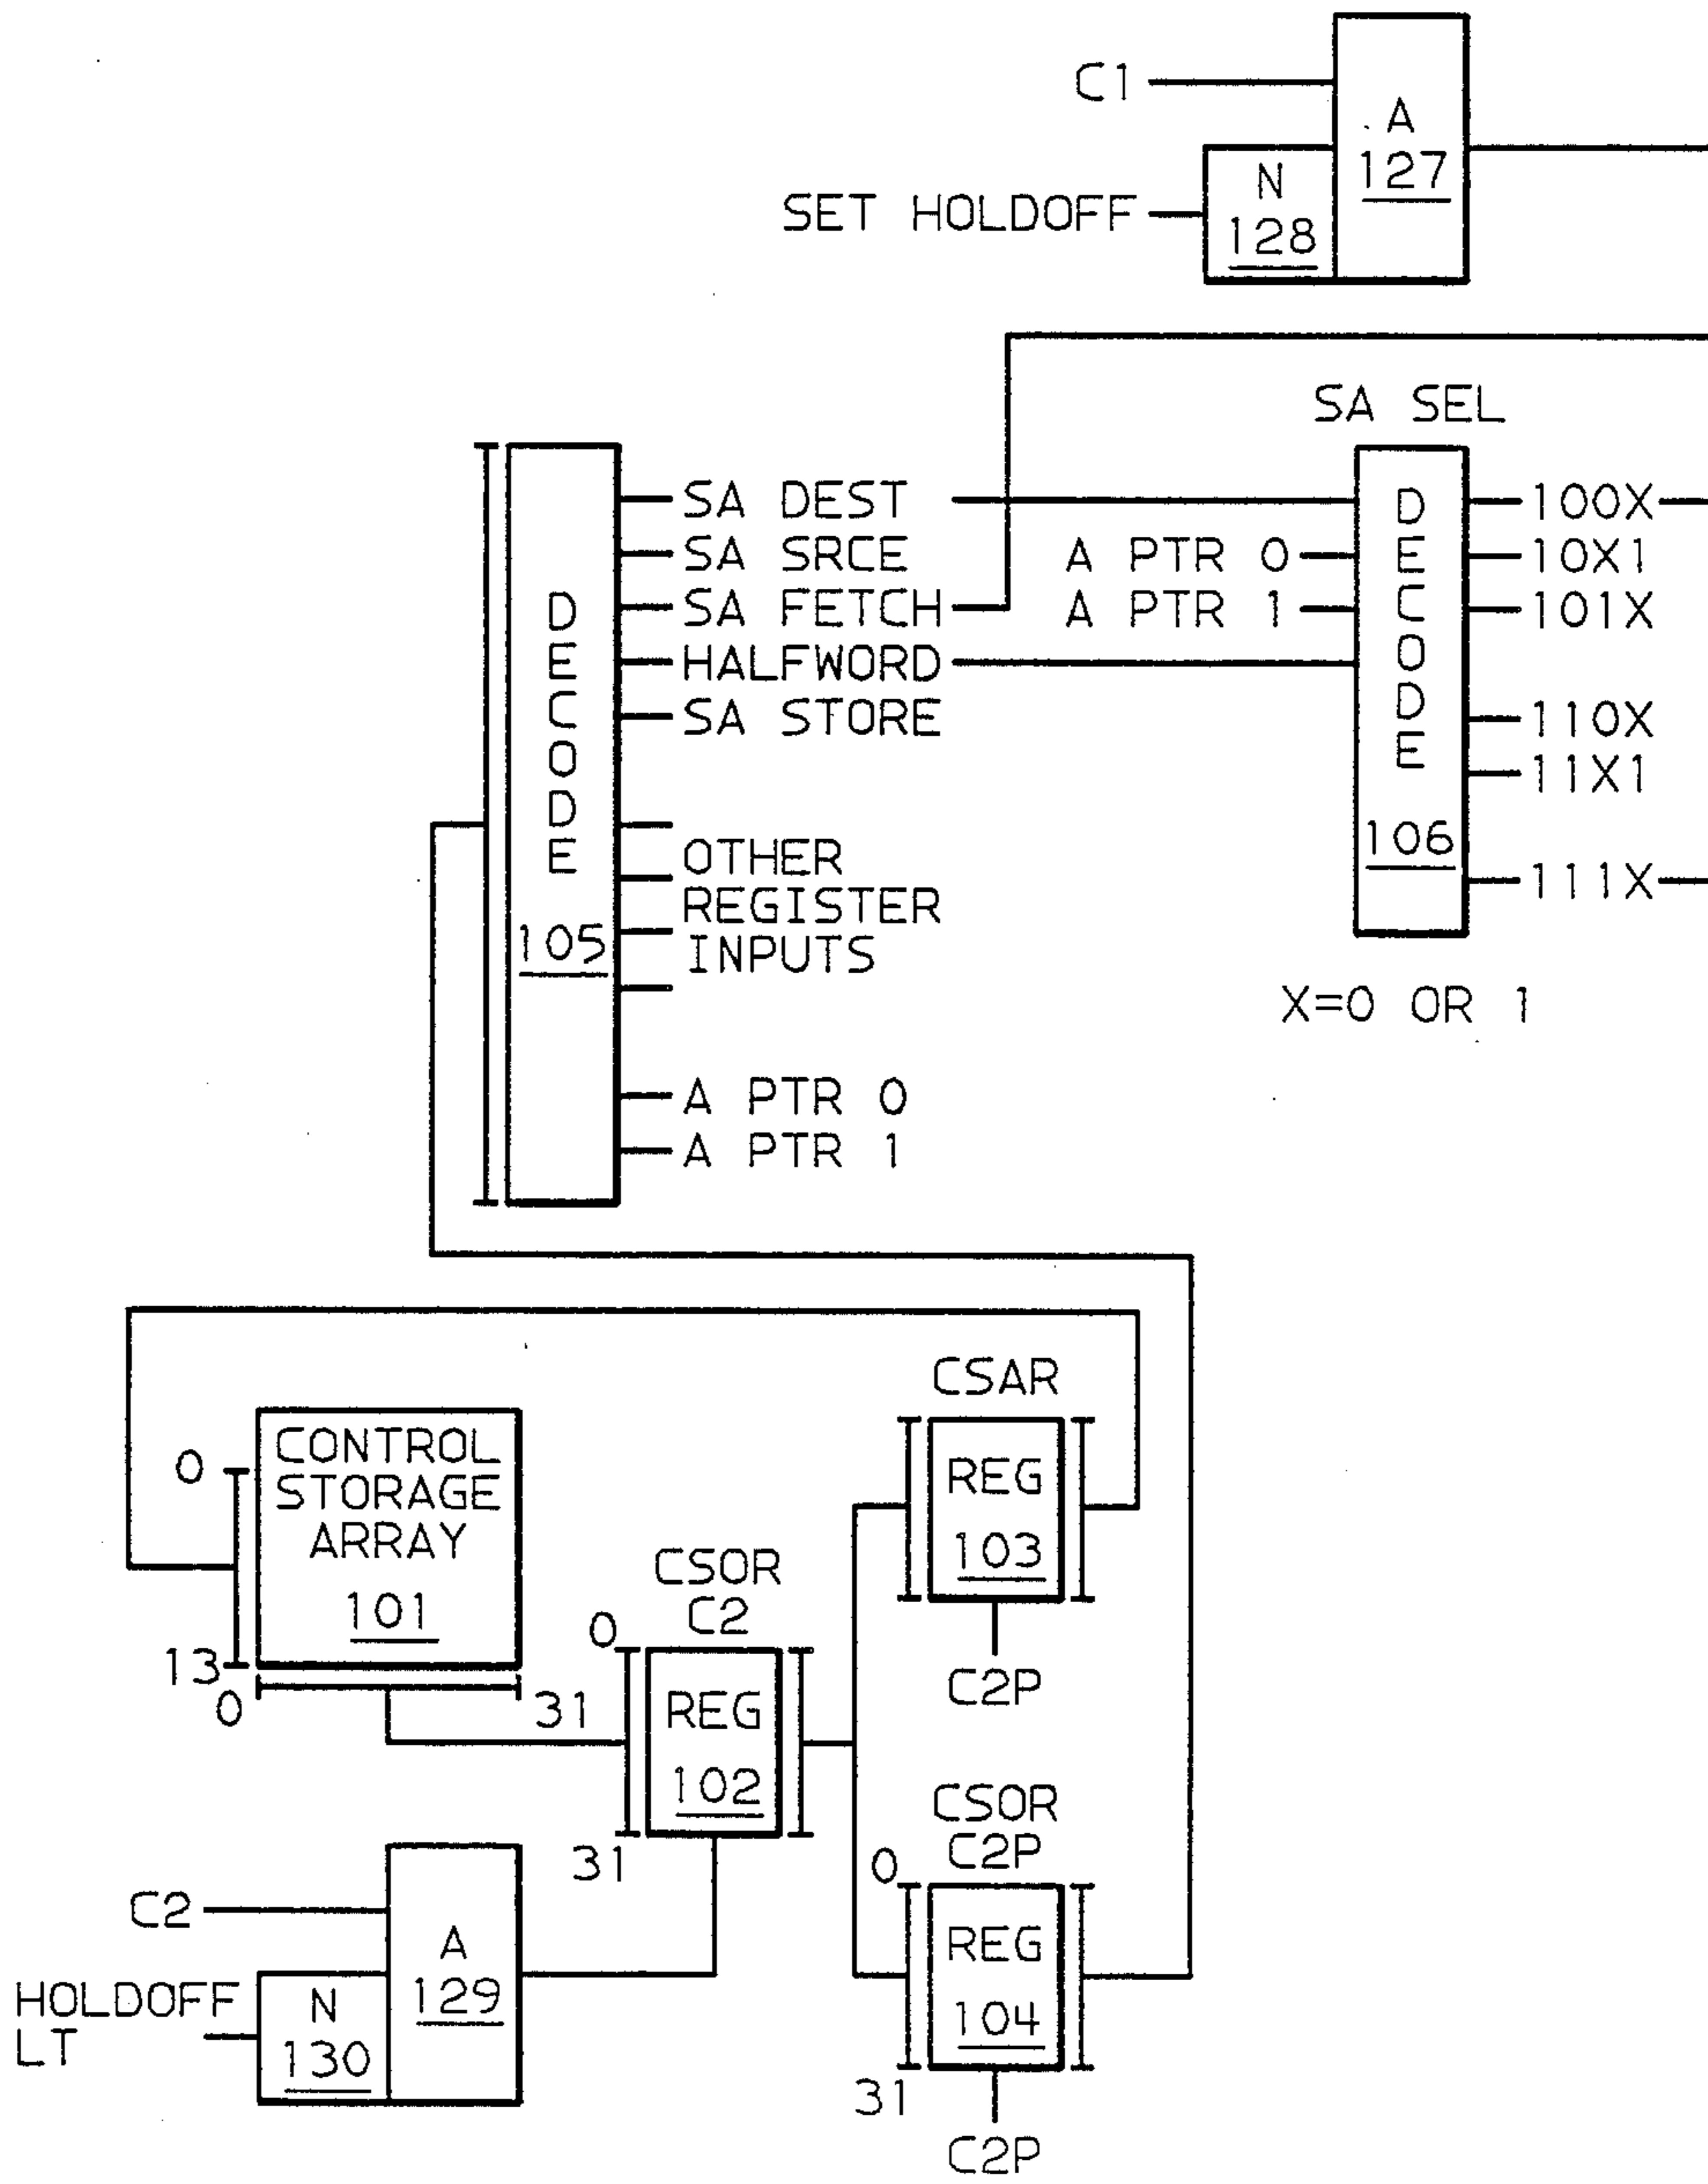 C1
A
127
N
128
SET HOLDOFF
SA SEL
DECODE
105
SA DEST
SA SRCE
SA FETCH
HALFWORD
SA STORE
OTHER
REGISTER
INPUTS
A PTR 0
A PTR 1
A PTR 0
A PTR 1
DECODE
106
100X
10X1
101X
110X
11X1
111X
X=0 OR 1
CONTROL
STORAGE
ARRAY
101
0
13
0
31
CSOR
C2
0
REG
102
31
CSAR
REG
103
C2P
CSOR
C2P
0
REG
104
31
C2P
C2
A
129
HOLDOFF
LT
N
130